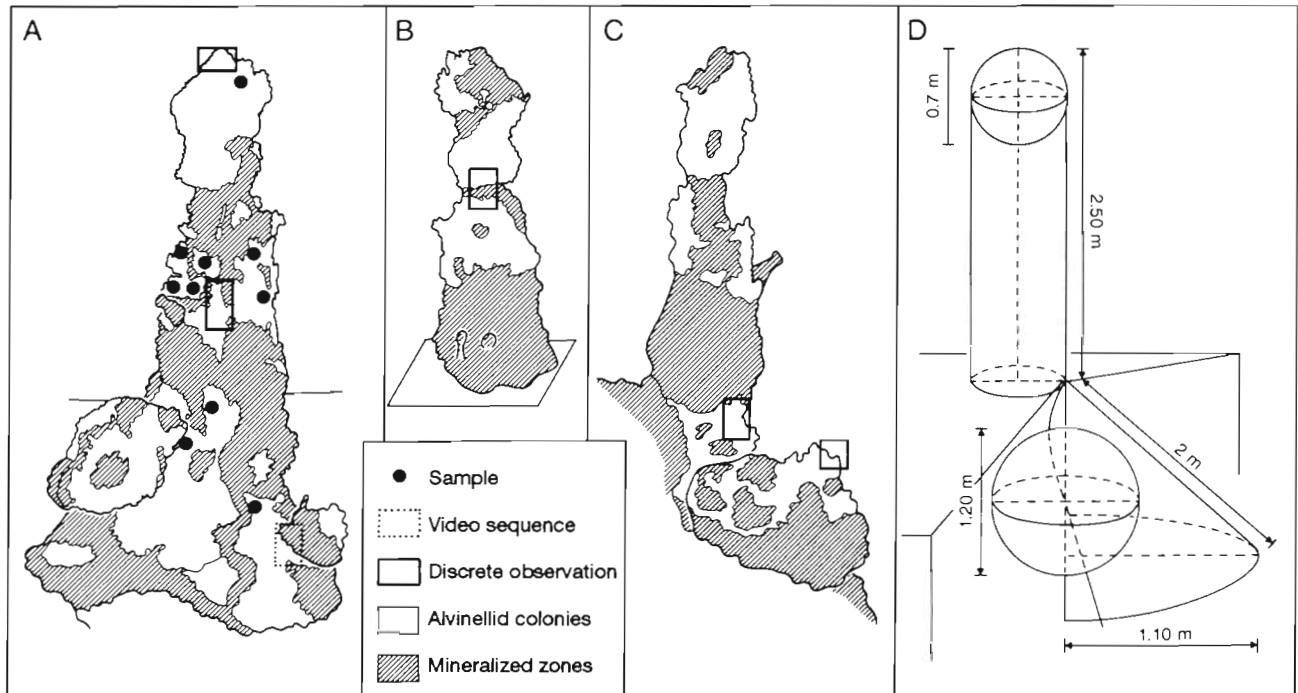 A
B
C
D
0.7 m
2.50 m
2 m
1.20 m
1.10 m
Sample
Video sequence
Discrete observation
Alvinellid colonies
Mineralized zones